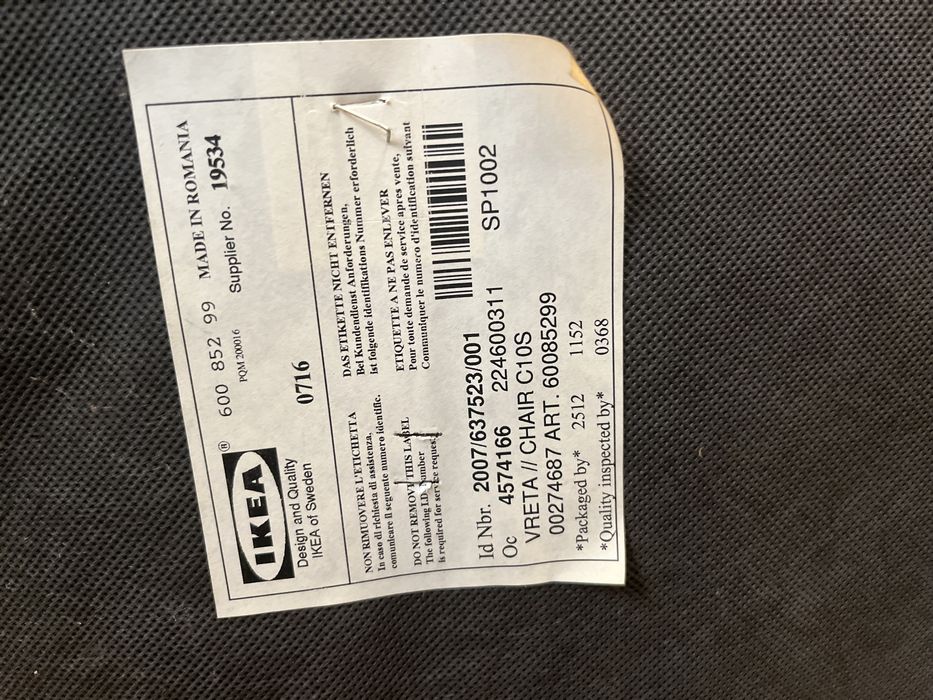 IKEA ®
Design and Quality
IKEA of Sweden
600 852 99 MADE IN ROMANIA
PQM 200016
Supplier No. 19534
0716
NON RIMUOVERE L'ETICHETTA
In caso di richiesta di assistenza,
comunicare il seguente numero identific.
DAS ETIKETTE NICHT ENTFERNEN
Bei Kundendienst Anforderungen,
ist folgende identifikations Nummer erforderlich
DO NOT REMOVE THIS LABEL
The following I.D. Number
is required for service request
ETIQUETTE A NE PAS ENLEVER
Pour toute demande de service apres vente,
Communiquer le numero d'identification suivant
Id Nbr. 2007/637523/001
Oc 4574166 224600311 SP1002
VRETA // CHAIR C10S
00274687 ART. 60085299
*Packaged by* 2512 1152
*Quality inspected by* 0368